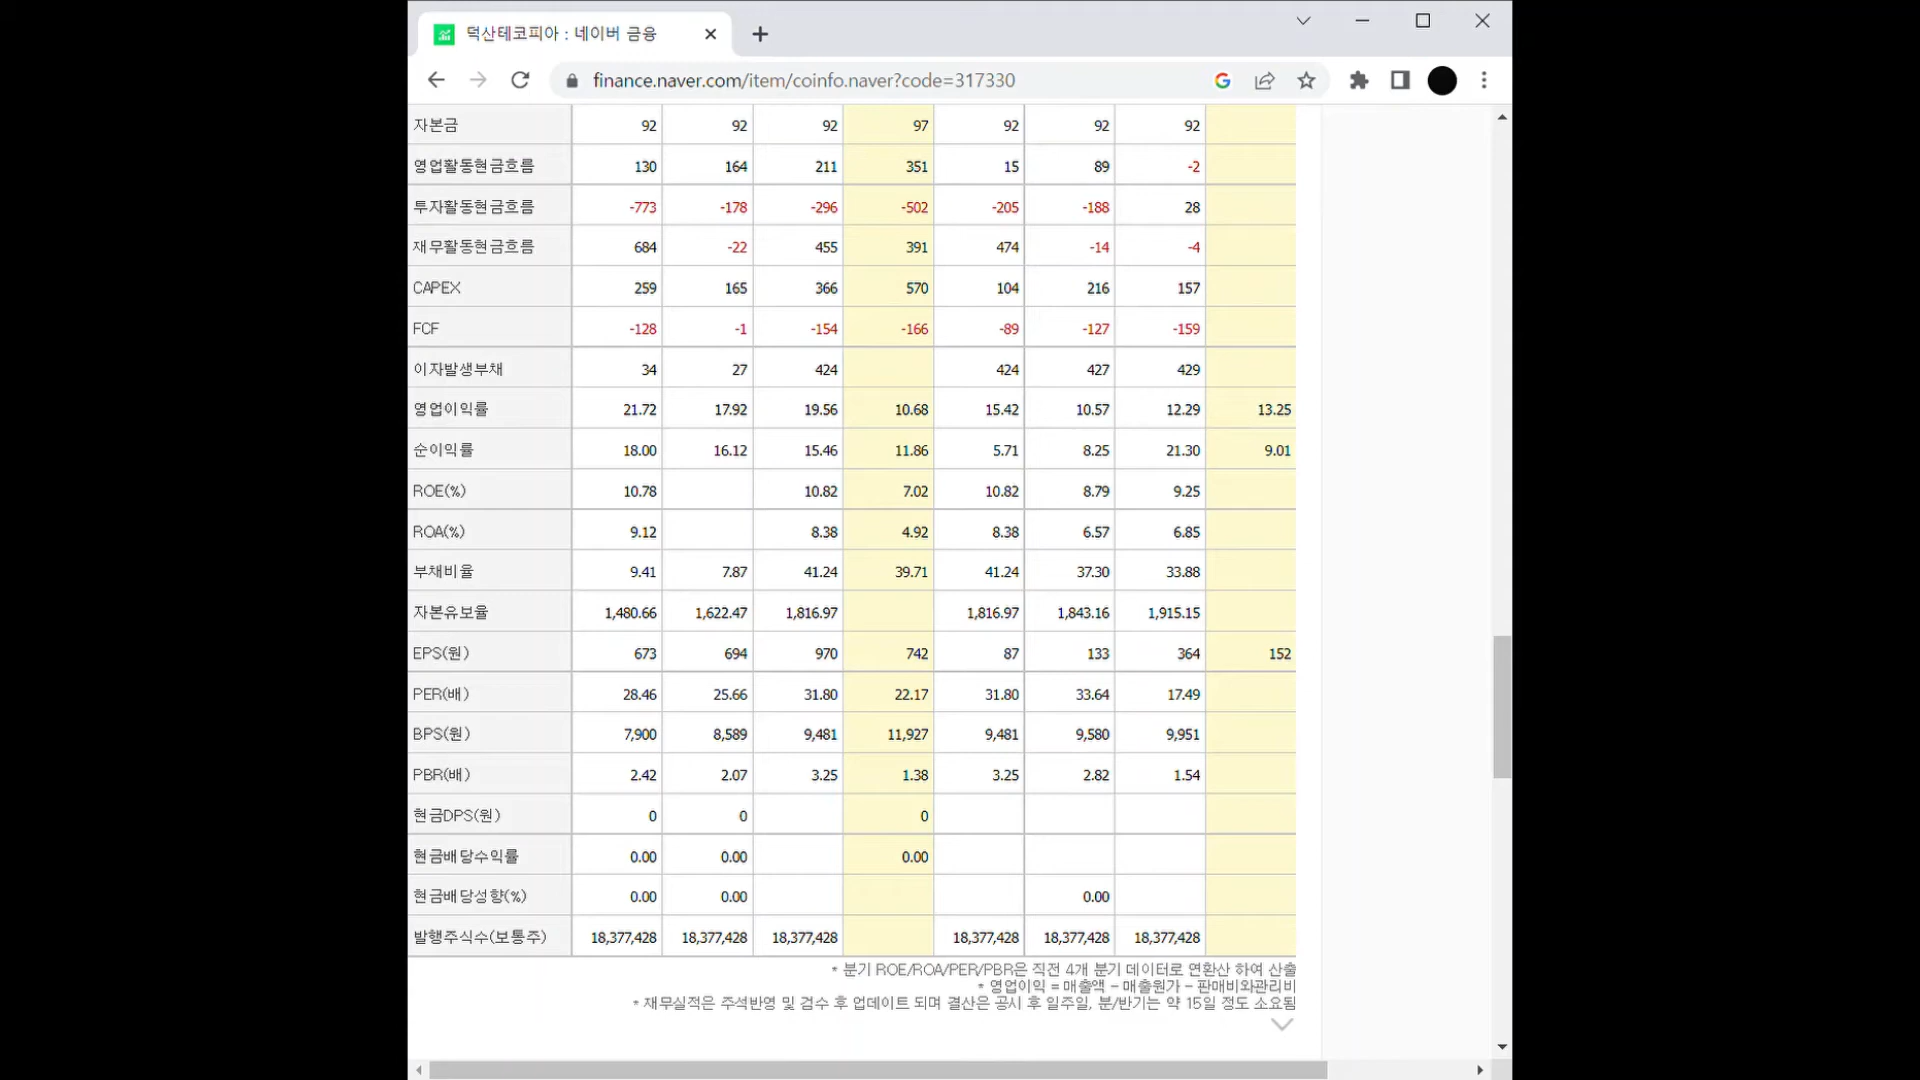 덕산테코피아 : 네이버 금융
finance.naver.com/item/coinfo.naver?code=317330
자본금 92 92 92 97 92 92 92
영업활동현금흐름 130 164 211 351 15 89 -2
투자활동현금흐름 -773 -178 -296 -502 -205 -188 28
재무활동현금흐름 684 -22 455 391 474 -14 -4
CAPEX 259 165 366 570 104 216 157
FCF -128 -1 -154 -166 -89 -127 -159
이자발생부채 34 27 424 424 427 429
영업이익률 21.72 17.92 19.56 10.68 15.42 10.57 12.29 13.25
순이익률 18.00 16.12 15.46 11.86 5.71 8.25 21.30 9.01
ROE(%) 10.78 10.82 7.02 10.82 8.79 9.25
ROA(%) 9.12 8.38 4.92 8.38 6.57 6.85
부채비율 9.41 7.87 41.24 39.71 41.24 37.30 33.88
자본유보율 1,480.66 1,622.47 1,816.97 1,816.97 1,843.16 1,915.15
EPS(원) 673 694 970 742 87 133 364 152
PER(배) 28.46 25.66 31.80 22.17 31.80 33.64 17.49
BPS(원) 7,900 8,589 9,481 11,927 9,481 9,580 9,951
PBR(배) 2.42 2.07 3.25 1.38 3.25 2.82 1.54
현금DPS(원) 0 0 0
현금배당수익률 0.00 0.00 0.00
현금배당성향(%) 0.00 0.00 0.00
발행주식수(보통주) 18,377,428 18,377,428 18,377,428 18,377,428 18,377,428 18,377,428
* 분기 ROE/ROA/PER/PBR은 직전 4개 분기 데이터로 연환산 하여 산출
* 영업이익 = 매출액 - 매출원가 - 판매비와관리비
* 재무실적은 주석반영 및 검수 후 업데이트 되며 결산은 공시 후 일주일, 분/반기는 약 15일 정도 소요됨